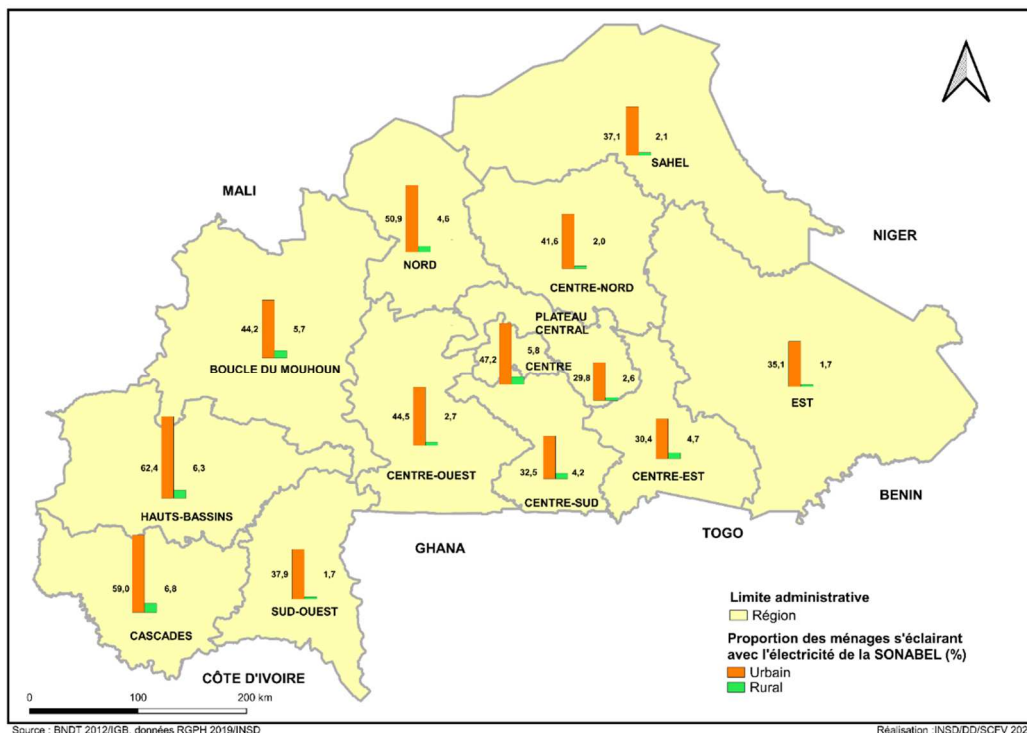 37,1 2,1
SAHEL
MALI
50,9 4,6
NORD
41,6 2,0
CENTRE-NORD
NIGER
PLATEAU
CENTRAL
44,2 5,7
BOUCLE DU MOUHOUN
47,2 5,8
CENTRE
29,8 2,6
35,1 1,7
EST
44,5 2,7
CENTRE-OUEST
32,5 4,2
CENTRE-SUD
30,4 4,7
CENTRE-EST
62,4 6,3
HAUTS-BASSINS
BENIN
TOGO
GHANA
59,0 6,8
CASCADES
37,9 1,7
SUD-OUEST
CÔTE D'IVOIRE
Limite administrative
Région
Proportion des ménages s'éclairant
avec l'électricité de la SONABEL (%)
Urbain
Rural
0 100 200 km
Source : BNDT 2012/IGB, données RGPH 2019/INSD
Réalisation :INSD/DD/SCFV